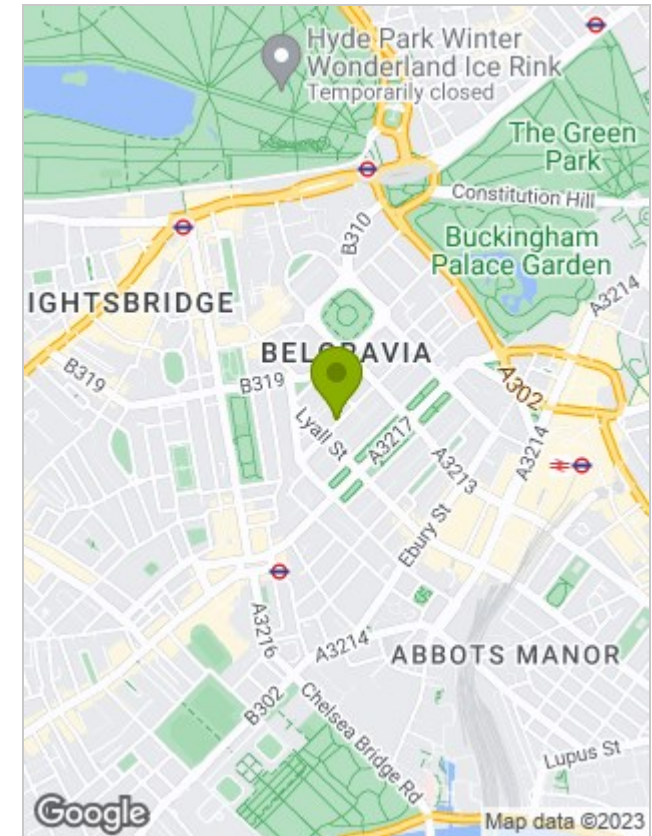 Hyde Park Winter
Wonderland Ice Rink
Temporarily closed
The Green
Park
Constitution Hill
B310
Buckingham
Palace Garden
A3214
IGHTSBRIDGE
BELGRAVIA
B319
B319
A302
Lyall St
A3217
A3213
A3214
Ebury St
A3216
A3214
ABBOTS MANOR
B302
Chelsea Bridge Rd
Lupus St
Google
Map data ©2023